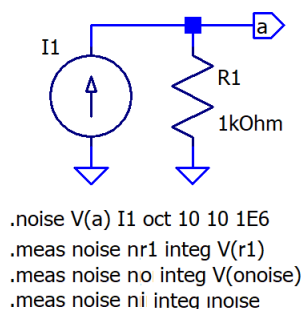 a
I1
R1
1kOhm
.noise V(a) I1 oct 10 10 1E6
.meas noise nr1 integ V(r1)
.meas noise no integ V(onoise)
.meas noise ni integ inoise